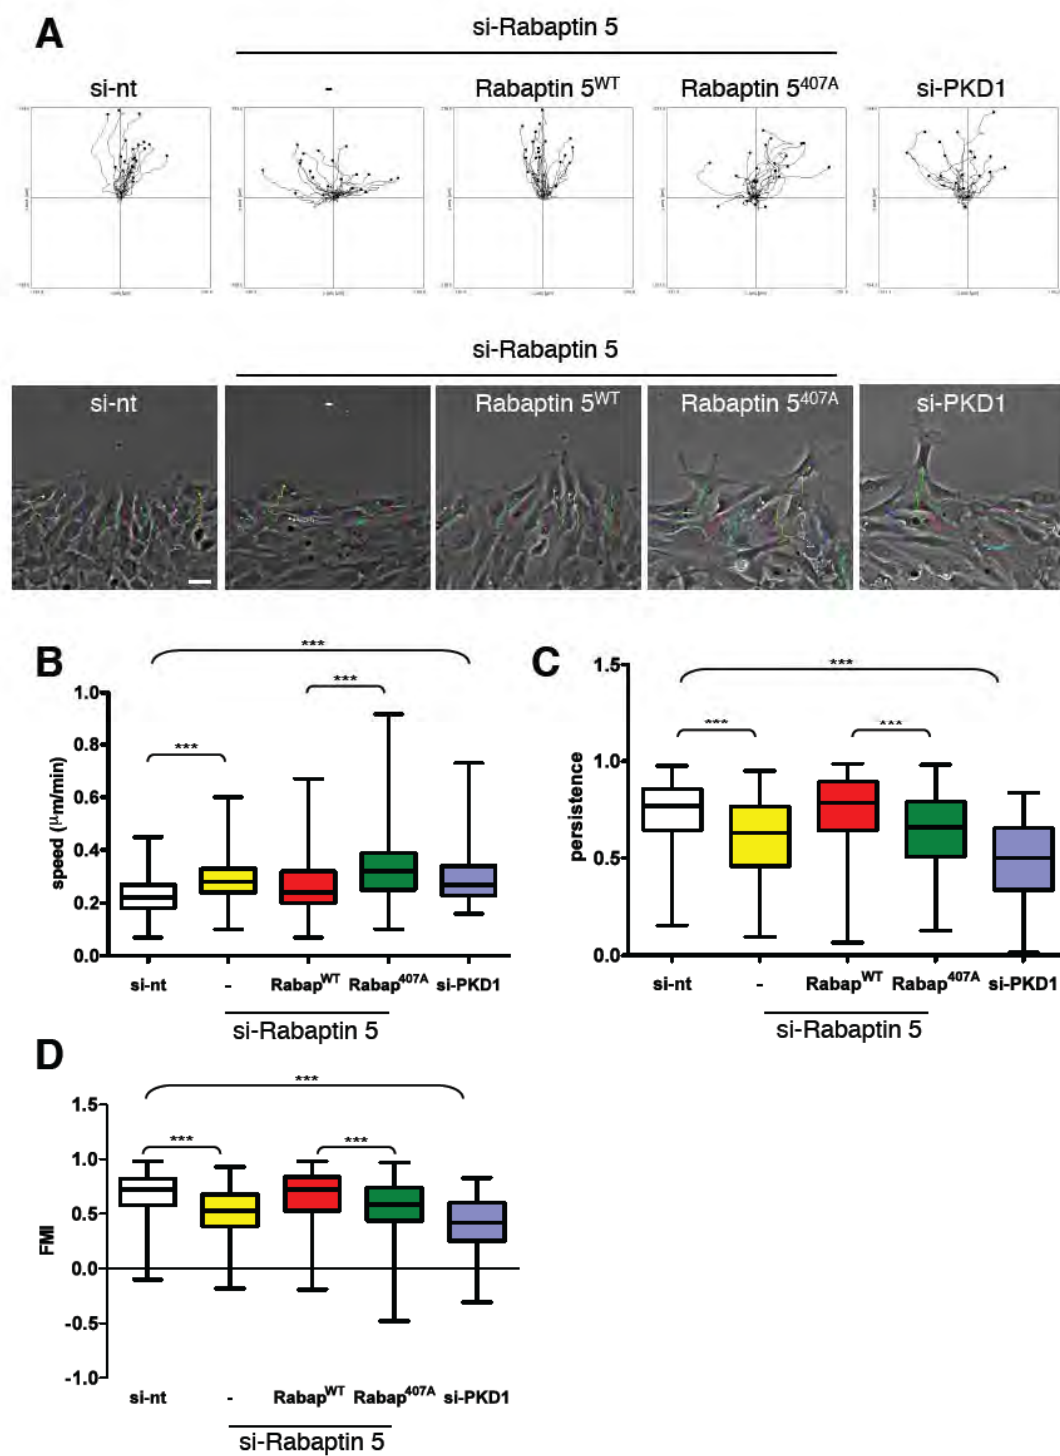 A
si-Rabaptin 5
si-nt
-
Rabaptin 5WT
Rabaptin 5407A
si-PKD1
si-Rabaptin 5
si-nt
-
Rabaptin 5WT
Rabaptin 5407A
si-PKD1
B
***
***
***
1.0
0.8
0.6
0.4
0.2
0.0
speed (µm/min)
si-nt
-
RabapWT
Rabap407A
si-PKD1
si-Rabaptin 5
C
***
***
***
1.5
1.0
0.5
0.0
persistence
si-nt
-
RabapWT
Rabap407A
si-PKD1
si-Rabaptin 5
D
***
***
***
1.5
1.0
0.5
0.0
-0.5
-1.0
FMI
si-nt
-
RabapWT
Rabap407A
si-PKD1
si-Rabaptin 5